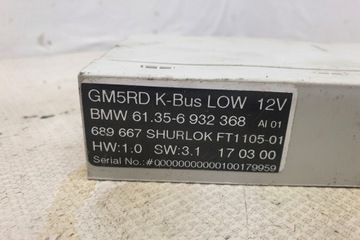 GM5RD K-Bus LOW 12V
BMW 61.35-6 932 368 AI 01
689 667 SHURLOK FT1105-01
HW:1.0 SW:3.1 17 03 00
Serial No.:#00000000000100179959